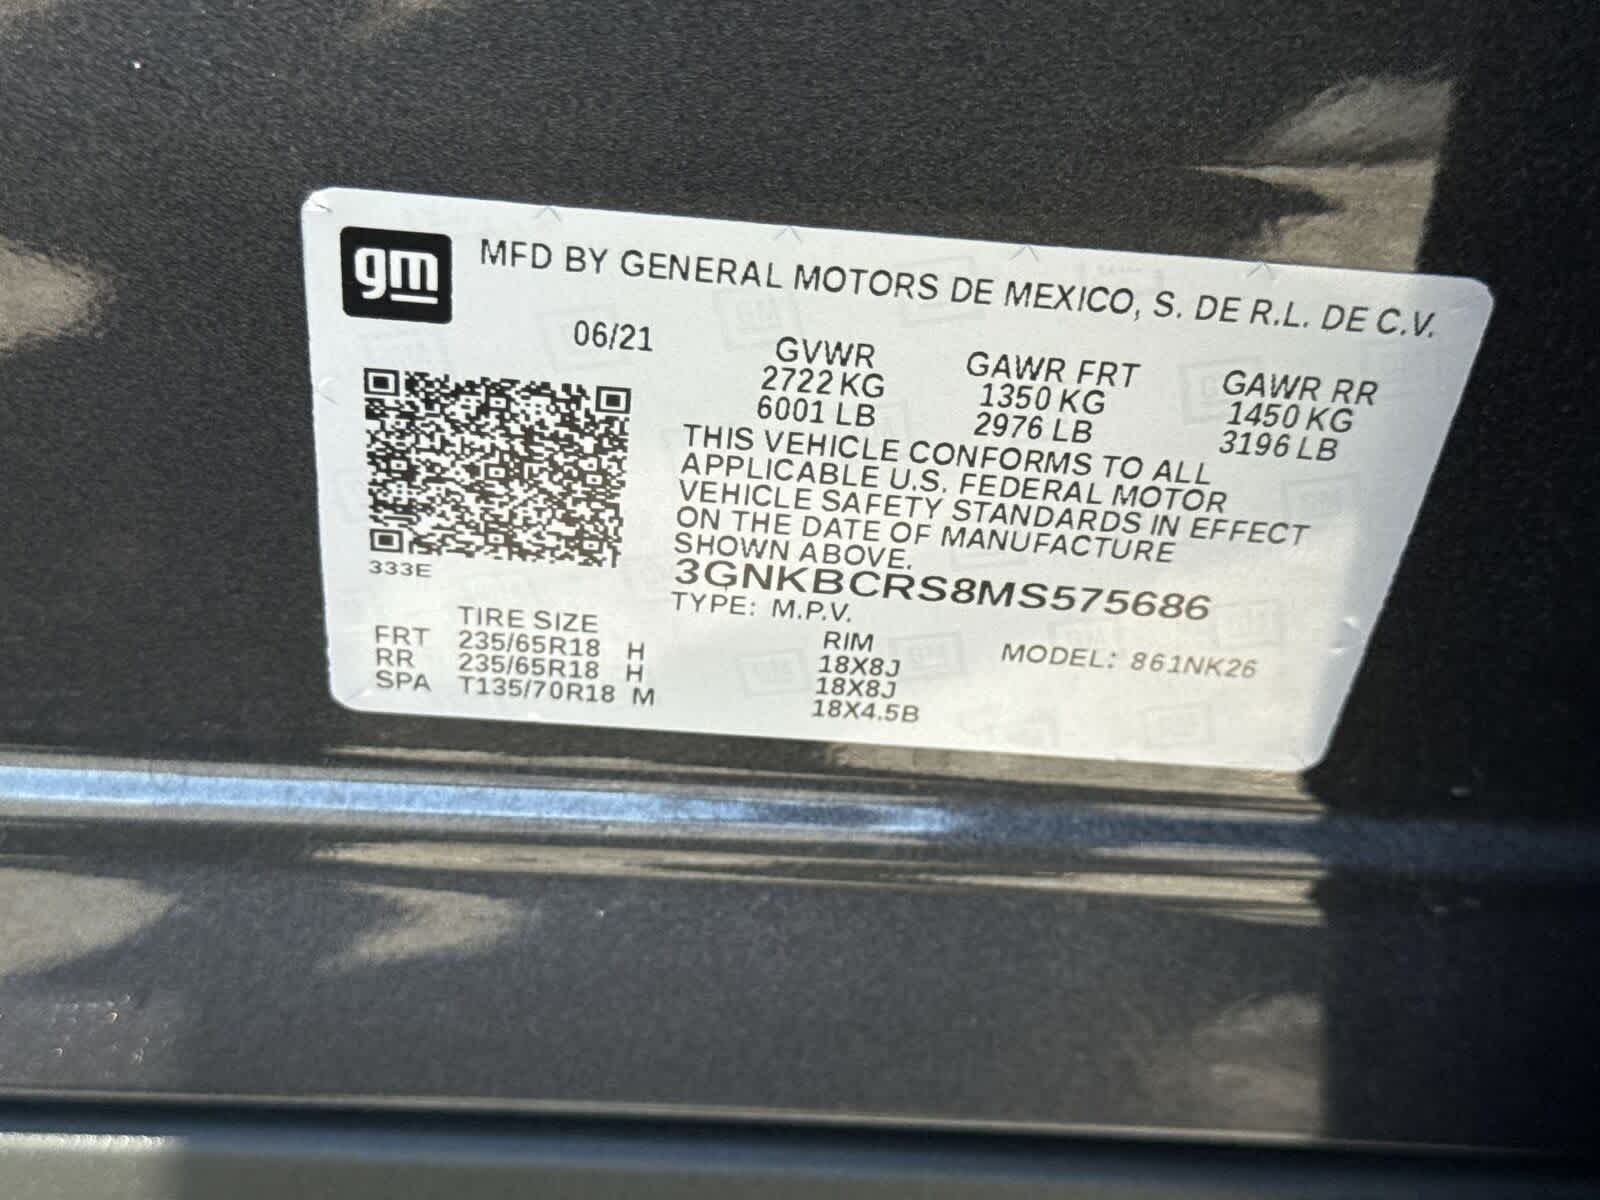 gm MFD BY GENERAL MOTORS DE MEXICO, S. DE R.L. DE C.V.
06/21
GVWR GAWR FRT GAWR RR
2722 KG 1350 KG 1450 KG
6001 LB 2976 LB 3196 LB
THIS VEHICLE CONFORMS TO ALL
APPLICABLE U.S. FEDERAL MOTOR
VEHICLE SAFETY STANDARDS IN EFFECT
ON THE DATE OF MANUFACTURE
SHOWN ABOVE.
333E
3GNKBCRS8MS575686
TYPE: M.P.V.
TIRE SIZE RIM MODEL: 861NK26
FRT 235/65R18 H 18X8J
RR 235/65R18 H 18X8J
SPA T135/70R18 M 18X4.5B